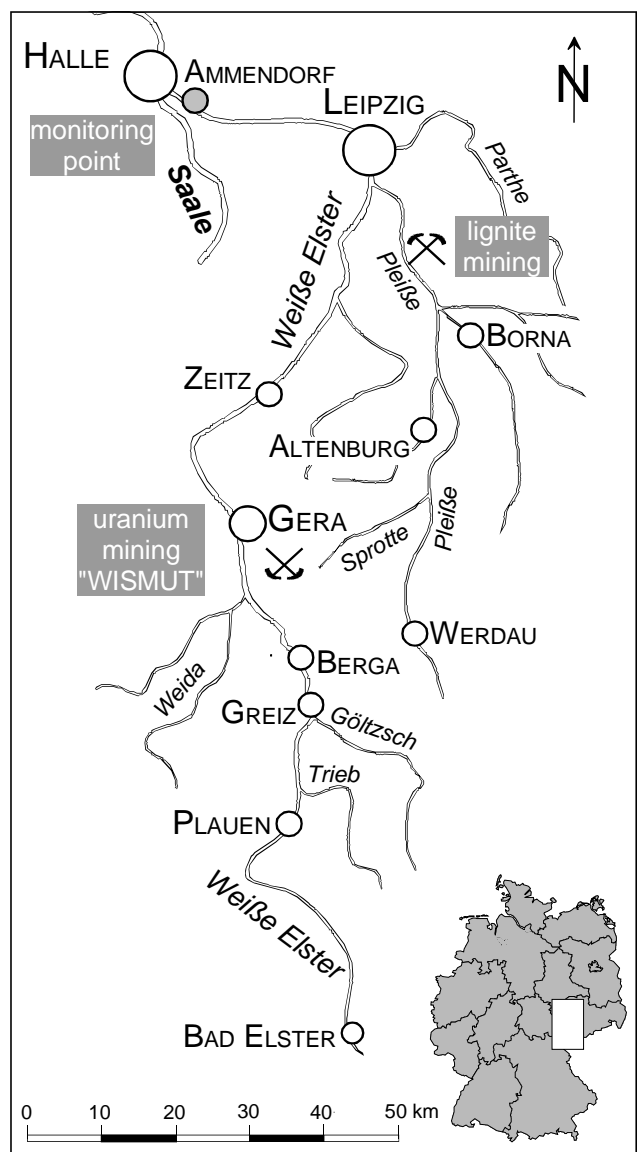 HALLE
AMMENDORF
LEIPZIG
N
monitoring
point
Saale
Parthe
Weiße Elster
Pleiße
lignite
mining
BORNA
ZEITZ
ALTENBURG
uranium
mining
"WISMUT"
GERA
Sprotte
Pleiße
WERDAU
BERGA
Weida
GREIZ
Göltzsch
Trieb
PLAUEN
Weiße Elster
BAD ELSTER
0 10 20 30 40 50 km